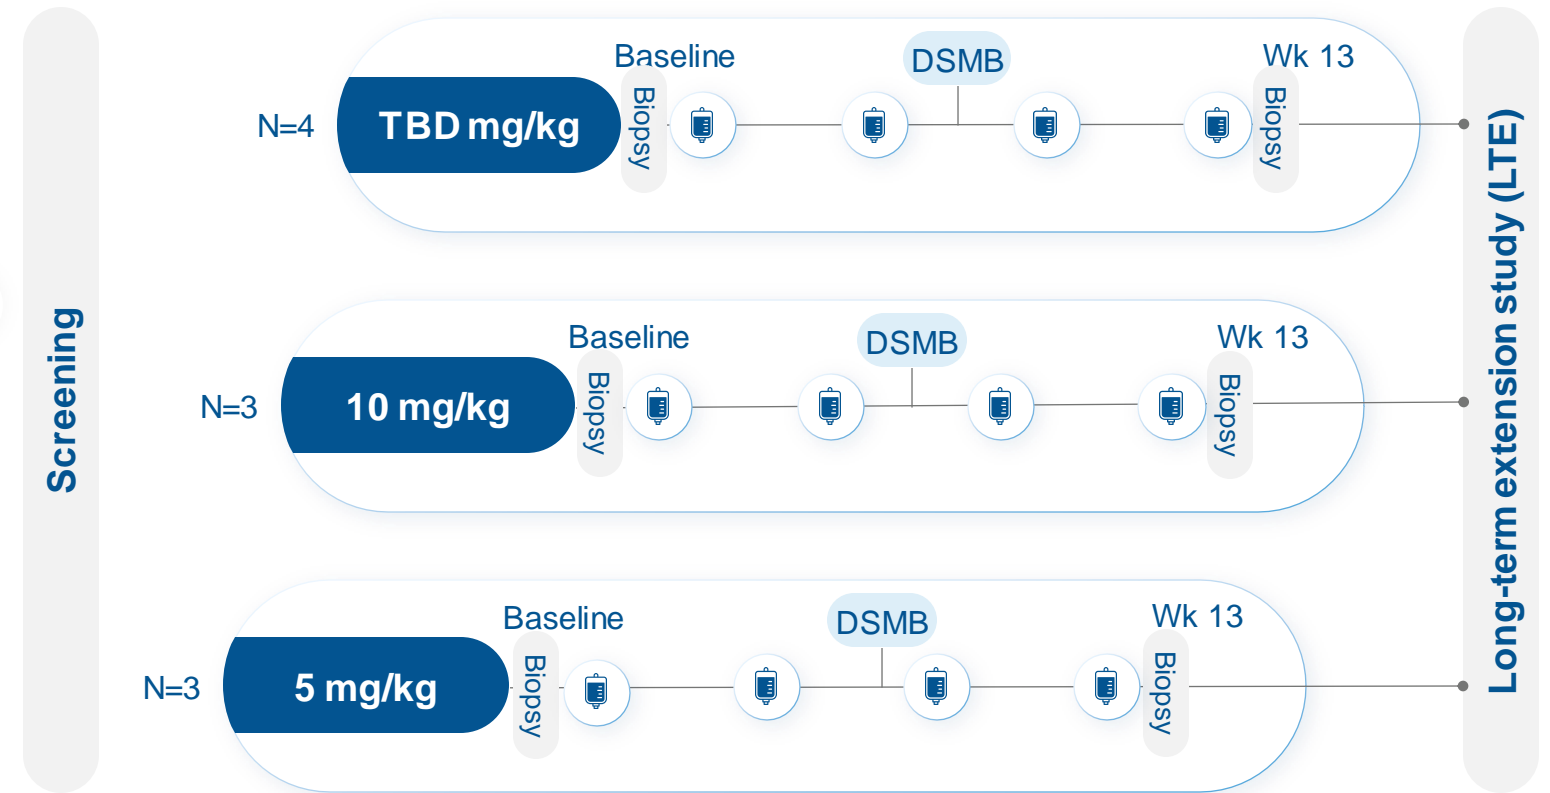 Screening
Baseline
DSMB
Wk 13
N=4
TBD mg/kg
Biopsy
Biopsy
Baseline
DSMB
Wk 13
N=3
10 mg/kg
Biopsy
Biopsy
Baseline
DSMB
Wk 13
N=3
5 mg/kg
Biopsy
Biopsy
Long-term extension study (LTE)